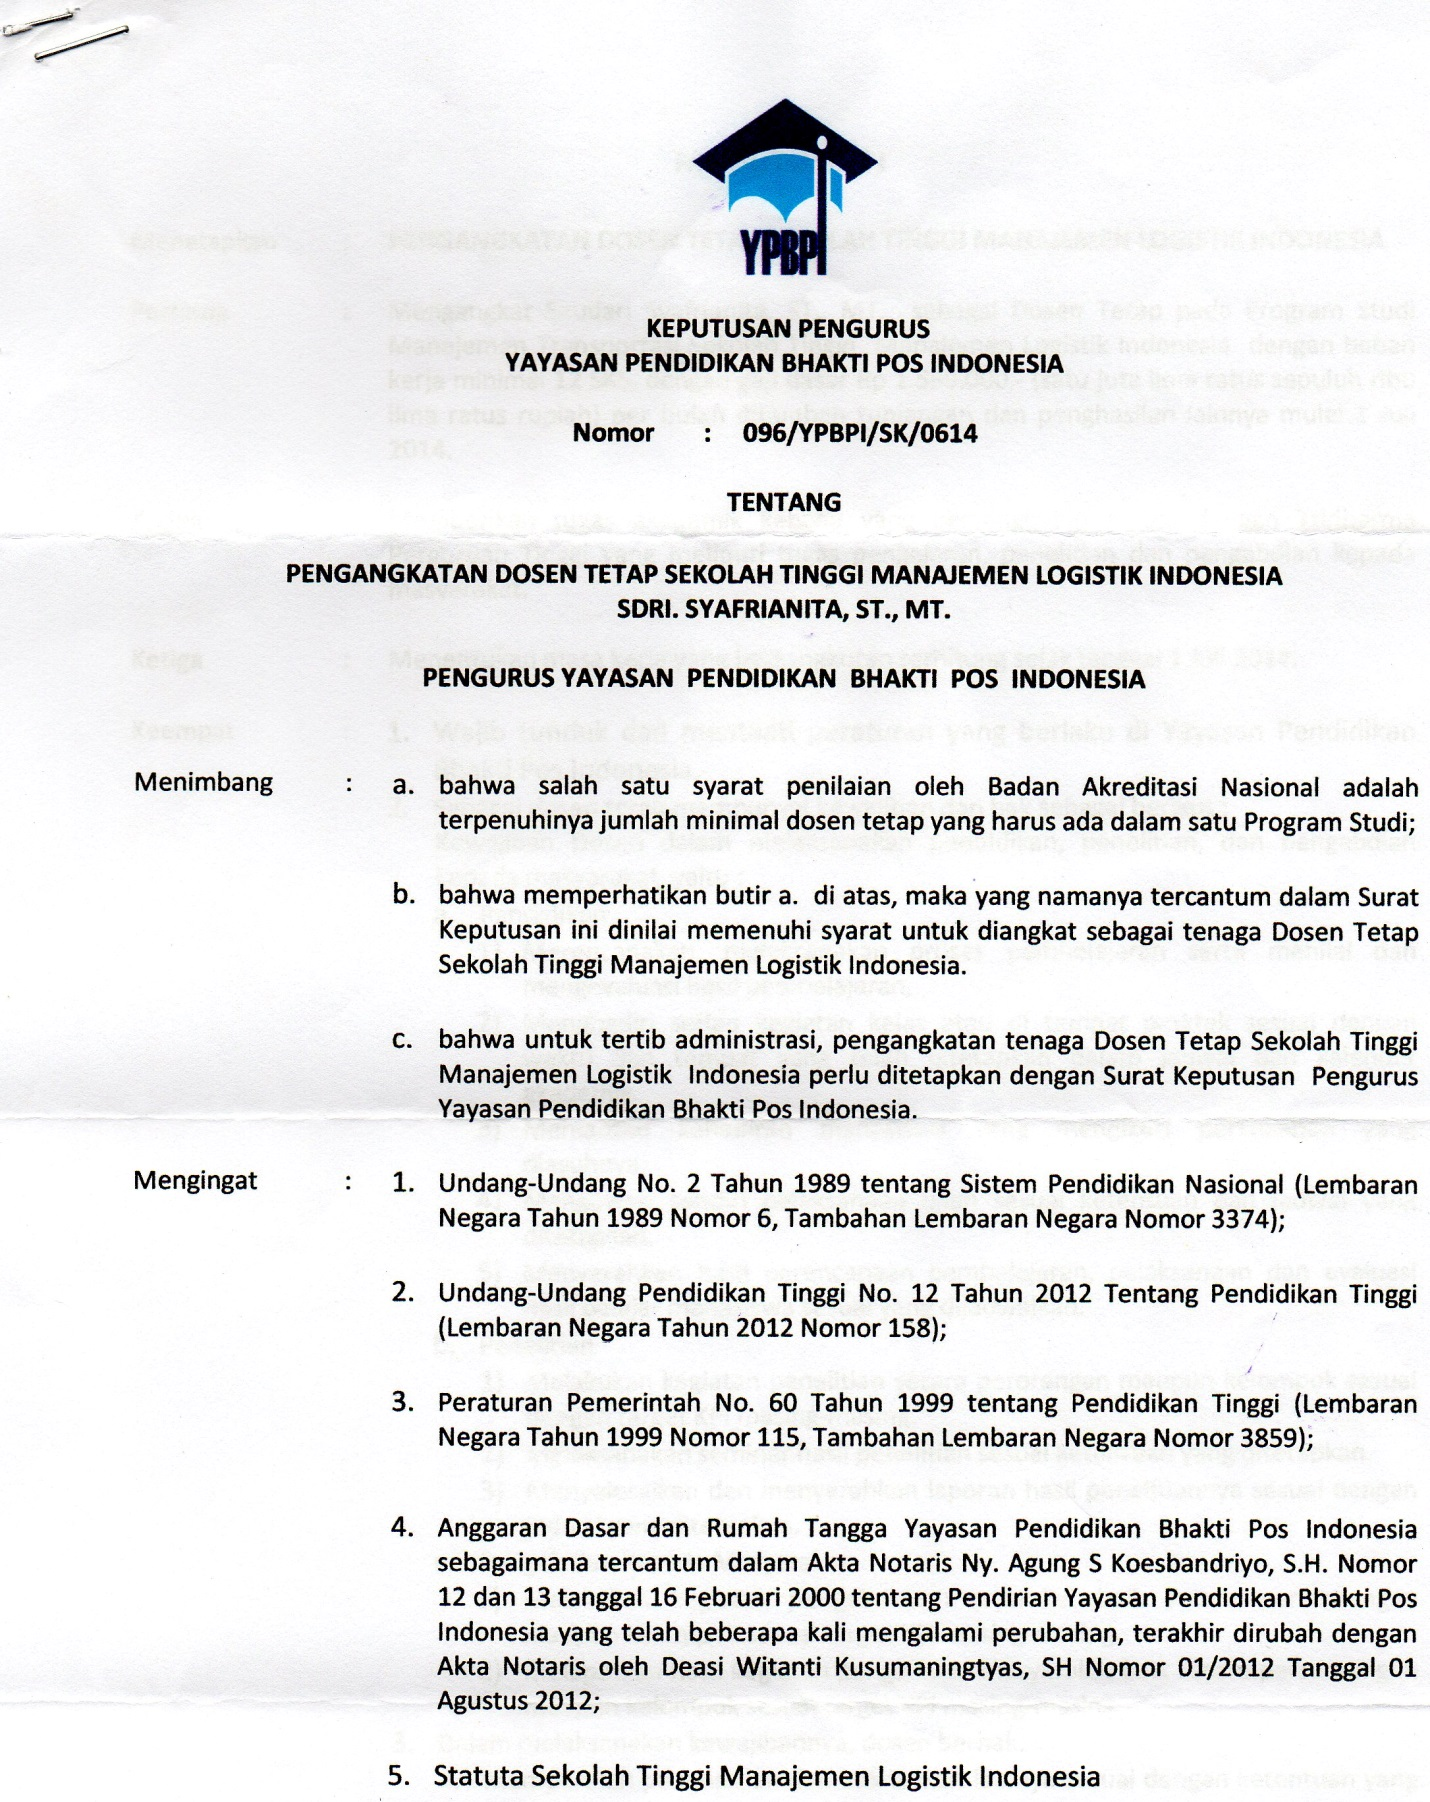 YPBPI
KEPUTUSAN PENGURUS
YAYASAN PENDIDIKAN BHAKTI POS INDONESIA
Nomor : 096/YPBPI/SK/0614
TENTANG
PENGANGKATAN DOSEN TETAP SEKOLAH TINGGI MANAJEMEN LOGISTIK INDONESIA
SDRI. SYAFRIANITA, ST., MT.
PENGURUS YAYASAN PENDIDIKAN BHAKTI POS INDONESIA
Menimbang : a. bahwa salah satu syarat penilaian oleh Badan Akreditasi Nasional adalah
terpenuhinya jumlah minimal dosen tetap yang harus ada dalam satu Program Studi;
b. bahwa memperhatikan butir a. di atas, maka yang namanya tercantum dalam Surat
Keputusan ini dinilai memenuhi syarat untuk diangkat sebagai tenaga Dosen Tetap
Sekolah Tinggi Manajemen Logistik Indonesia.
c. bahwa untuk tertib administrasi, pengangkatan tenaga Dosen Tetap Sekolah Tinggi
Manajemen Logistik Indonesia perlu ditetapkan dengan Surat Keputusan Pengurus
Yayasan Pendidikan Bhakti Pos Indonesia.
Mengingat : 1. Undang-Undang No. 2 Tahun 1989 tentang Sistem Pendidikan Nasional (Lembaran
Negara Tahun 1989 Nomor 6, Tambahan Lembaran Negara Nomor 3374);
2. Undang-Undang Pendidikan Tinggi No. 12 Tahun 2012 Tentang Pendidikan Tinggi
(Lembaran Negara Tahun 2012 Nomor 158);
3. Peraturan Pemerintah No. 60 Tahun 1999 tentang Pendidikan Tinggi (Lembaran
Negara Tahun 1999 Nomor 115, Tambahan Lembaran Negara Nomor 3859);
4. Anggaran Dasar dan Rumah Tangga Yayasan Pendidikan Bhakti Pos Indonesia
sebagaimana tercantum dalam Akta Notaris Ny. Agung S Koesbandriyo, S.H. Nomor
12 dan 13 tanggal 16 Februari 2000 tentang Pendirian Yayasan Pendidikan Bhakti Pos
Indonesia yang telah beberapa kali mengalami perubahan, terakhir dirubah dengan
Akta Notaris oleh Deasi Witanti Kusumaningtyas, SH Nomor 01/2012 Tanggal 01
Agustus 2012;
5. Statuta Sekolah Tinggi Manajemen Logistik Indonesia